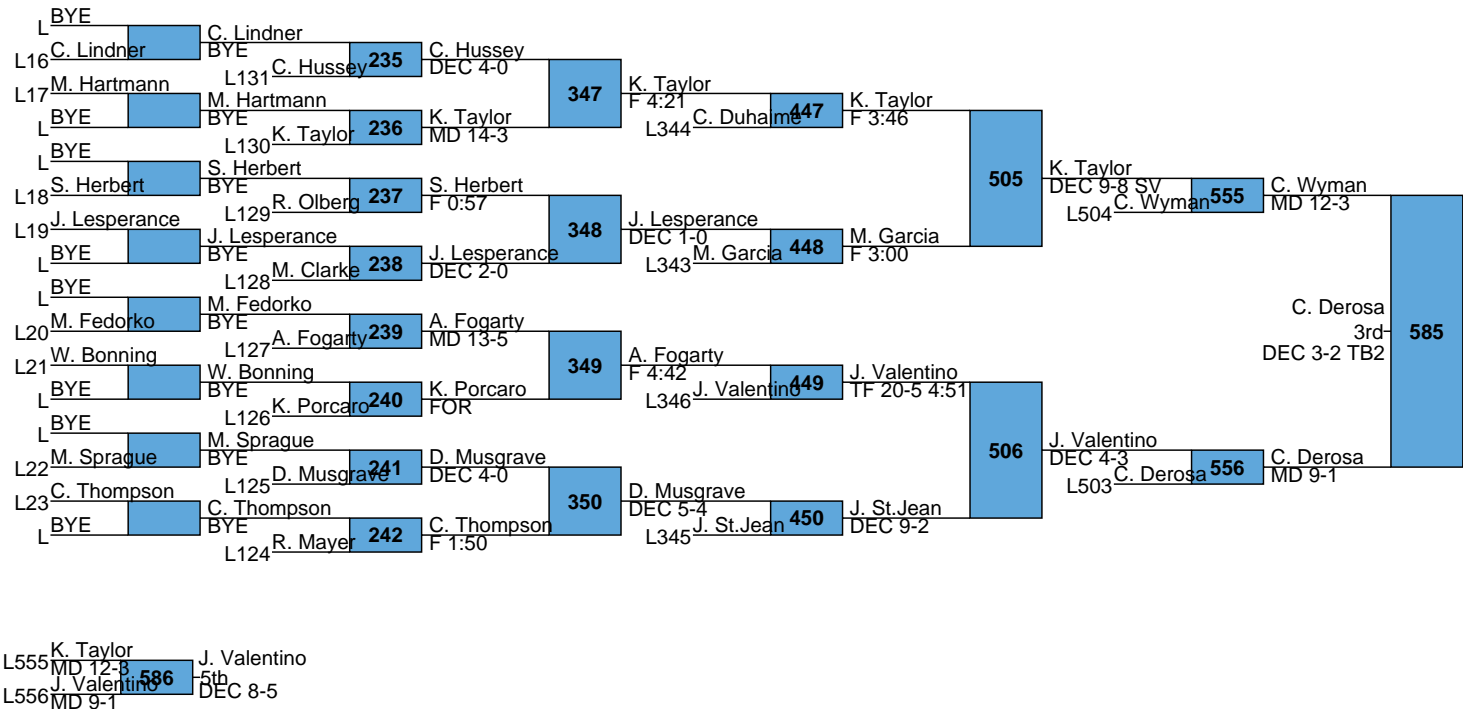 BYE
L
C. Lindner
BYE
C. Lindner
L16
C. Hussey
DEC 4-0
235
C. Hussey
L131
M. Hartmann
L17
K. Taylor
F 4:21
347
M. Hartmann
BYE
BYE
L
K. Taylor
MD 14-3
236
K. Taylor
L130
C. Duhaime
L344
447
K. Taylor
F 3:46
BYE
L
S. Herbert
BYE
S. Herbert
L18
S. Herbert
F 0:57
237
R. Olberg
L129
J. Lesperance
L19
J. Lesperance
DEC 1-0
348
J. Lesperance
BYE
BYE
L
J. Lesperance
DEC 2-0
238
M. Clarke
L128
M. Garcia
L343
448
M. Garcia
F 3:00
505
K. Taylor
DEC 9-8 SV
C. Wyman
L504
555
C. Wyman
MD 12-3
BYE
L
M. Fedorko
BYE
M. Fedorko
L20
A. Fogarty
MD 13-5
239
A. Fogarty
L127
W. Bonning
L21
A. Fogarty
F 4:42
349
W. Bonning
BYE
BYE
L
K. Porcaro
FOR
240
K. Porcaro
L126
J. Valentino
L346
449
J. Valentino
TF 20-5 4:51
C. Derosa
3rd
DEC 3-2 TB2
585
BYE
L
M. Sprague
BYE
M. Sprague
L22
D. Musgrave
DEC 4-0
241
D. Musgrave
L125
C. Thompson
L23
D. Musgrave
DEC 5-4
350
C. Thompson
BYE
BYE
L
C. Thompson
F 1:50
242
R. Mayer
L124
J. St.Jean
L345
450
J. St.Jean
DEC 9-2
506
J. Valentino
DEC 4-3
C. Derosa
L503
556
C. Derosa
MD 9-1
K. Taylor
L555
MD 12-3
586
J. Valentino
5th
DEC 8-5
J. Valentino
L556
MD 9-1